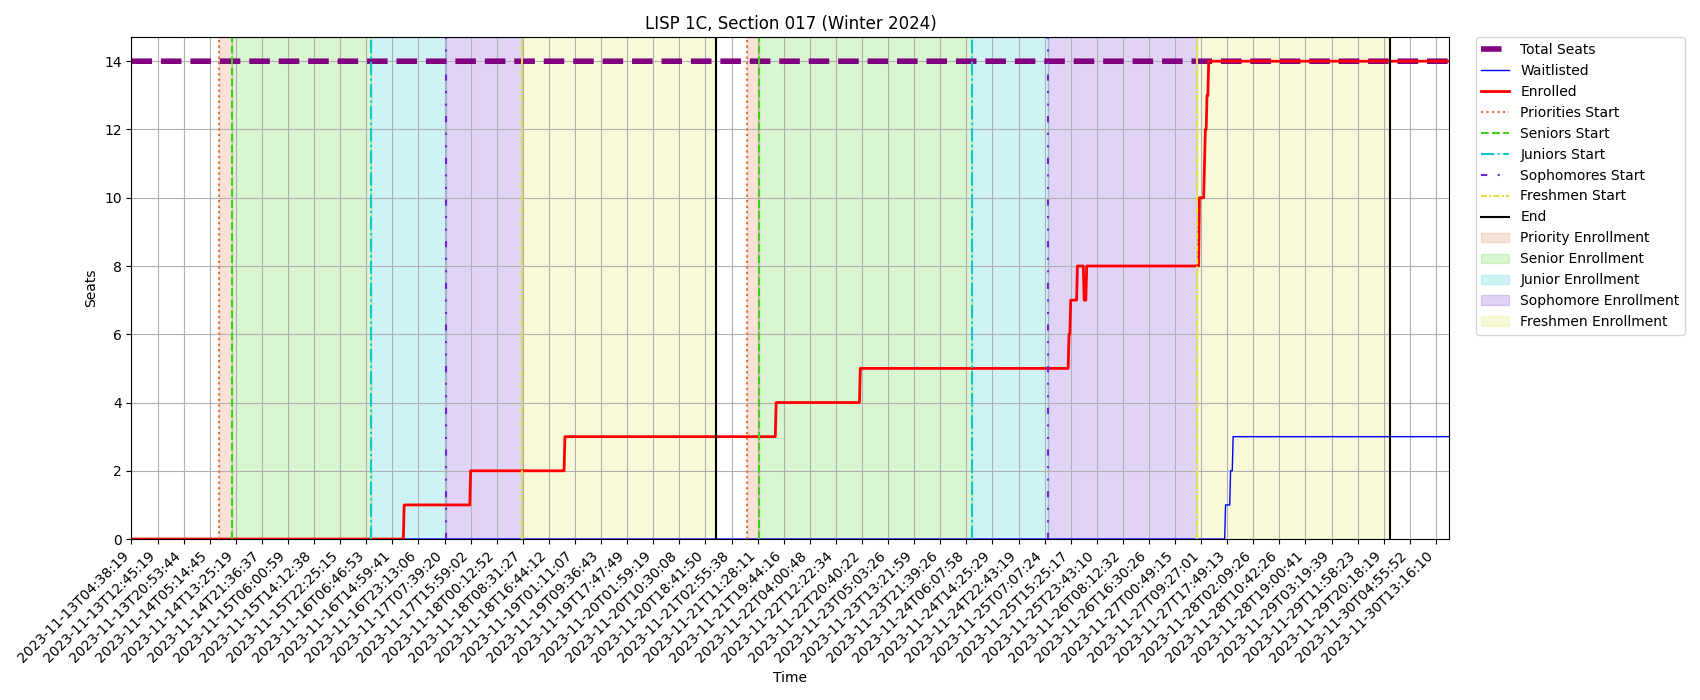 LISP 1C, Section 017 (Winter 2024)
Seats
14
12
10
8
6
4
2
0
2023-11-13T04:38:19
2023-11-13T12:45:19
2023-11-13T20:53:44
2023-11-14T05:14:45
2023-11-14T13:25:19
2023-11-14T21:36:37
2023-11-15T06:00:59
2023-11-15T14:12:38
2023-11-15T22:25:15
2023-11-16T06:46:53
2023-11-16T14:59:41
2023-11-16T23:13:06
2023-11-17T07:39:20
2023-11-17T15:59:02
2023-11-18T00:12:52
2023-11-18T08:31:27
2023-11-18T16:44:12
2023-11-19T01:11:07
2023-11-19T09:36:43
2023-11-19T17:47:49
2023-11-20T01:59:19
2023-11-20T10:30:08
2023-11-20T18:41:50
2023-11-21T02:55:38
2023-11-21T11:28:11
2023-11-21T19:44:16
2023-11-22T04:00:48
2023-11-22T12:22:34
2023-11-22T20:40:22
2023-11-23T05:03:26
2023-11-23T13:21:59
2023-11-23T21:39:26
2023-11-24T06:07:58
2023-11-24T14:25:29
2023-11-24T22:43:19
2023-11-25T07:07:24
2023-11-25T15:25:17
2023-11-25T23:43:10
2023-11-26T08:12:32
2023-11-26T16:30:26
2023-11-27T00:49:15
2023-11-27T09:27:01
2023-11-27T17:49:13
2023-11-28T02:09:26
2023-11-28T10:42:26
2023-11-28T19:00:41
2023-11-29T03:19:39
2023-11-29T11:58:23
2023-11-29T20:18:19
2023-11-30T04:55:52
2023-11-30T13:16:10
Time
Total Seats
Waitlisted
Enrolled
Priorities Start
Seniors Start
Juniors Start
Sophomores Start
Freshmen Start
End
Priority Enrollment
Senior Enrollment
Junior Enrollment
Sophomore Enrollment
Freshmen Enrollment